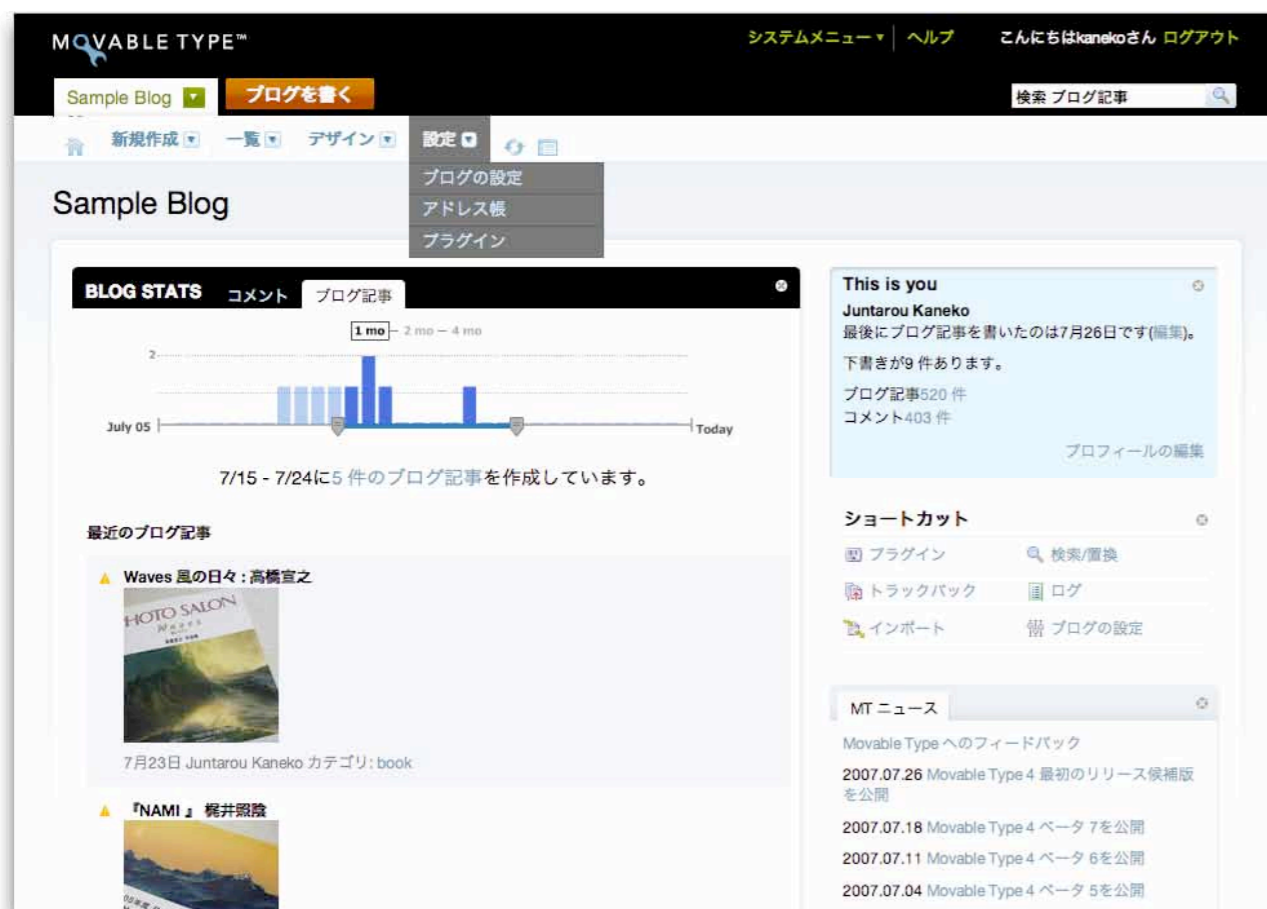 MOVABLE TYPE™
システムメニュー▼ ヘルプ こんにちはkanekoさん ログアウト
Sample Blog ブログを書く 検索 ブログ記事
新規作成 一覧 デザイン 設定
ブログの設定
アドレス帳
プラグイン
Sample Blog
BLOG STATS コメント ブログ記事
1 mo – 2 mo – 4 mo
2
July 05 Today
7/15 - 7/24に5 件のブログ記事を作成しています。
最近のブログ記事
Waves 風の日々 : 高橋宣之
PHOTO SALON
Waves
7月23日 Juntarou Kaneko カテゴリ: book
『NAMI 』 梶井照陰
This is you
Juntarou Kaneko
最後にブログ記事を書いたのは7月26日です(編集)。
下書きが9 件あります。
ブログ記事520 件
コメント403 件
プロフィールの編集
ショートカット
プラグイン 検索/置換
トラックバック ログ
インポート ブログの設定
MT ニュース
Movable Type へのフィードバック
2007.07.26 Movable Type 4 最初のリリース候補版
を公開
2007.07.18 Movable Type 4 ベータ 7を公開
2007.07.11 Movable Type 4 ベータ 6を公開
2007.07.04 Movable Type 4 ベータ 5を公開